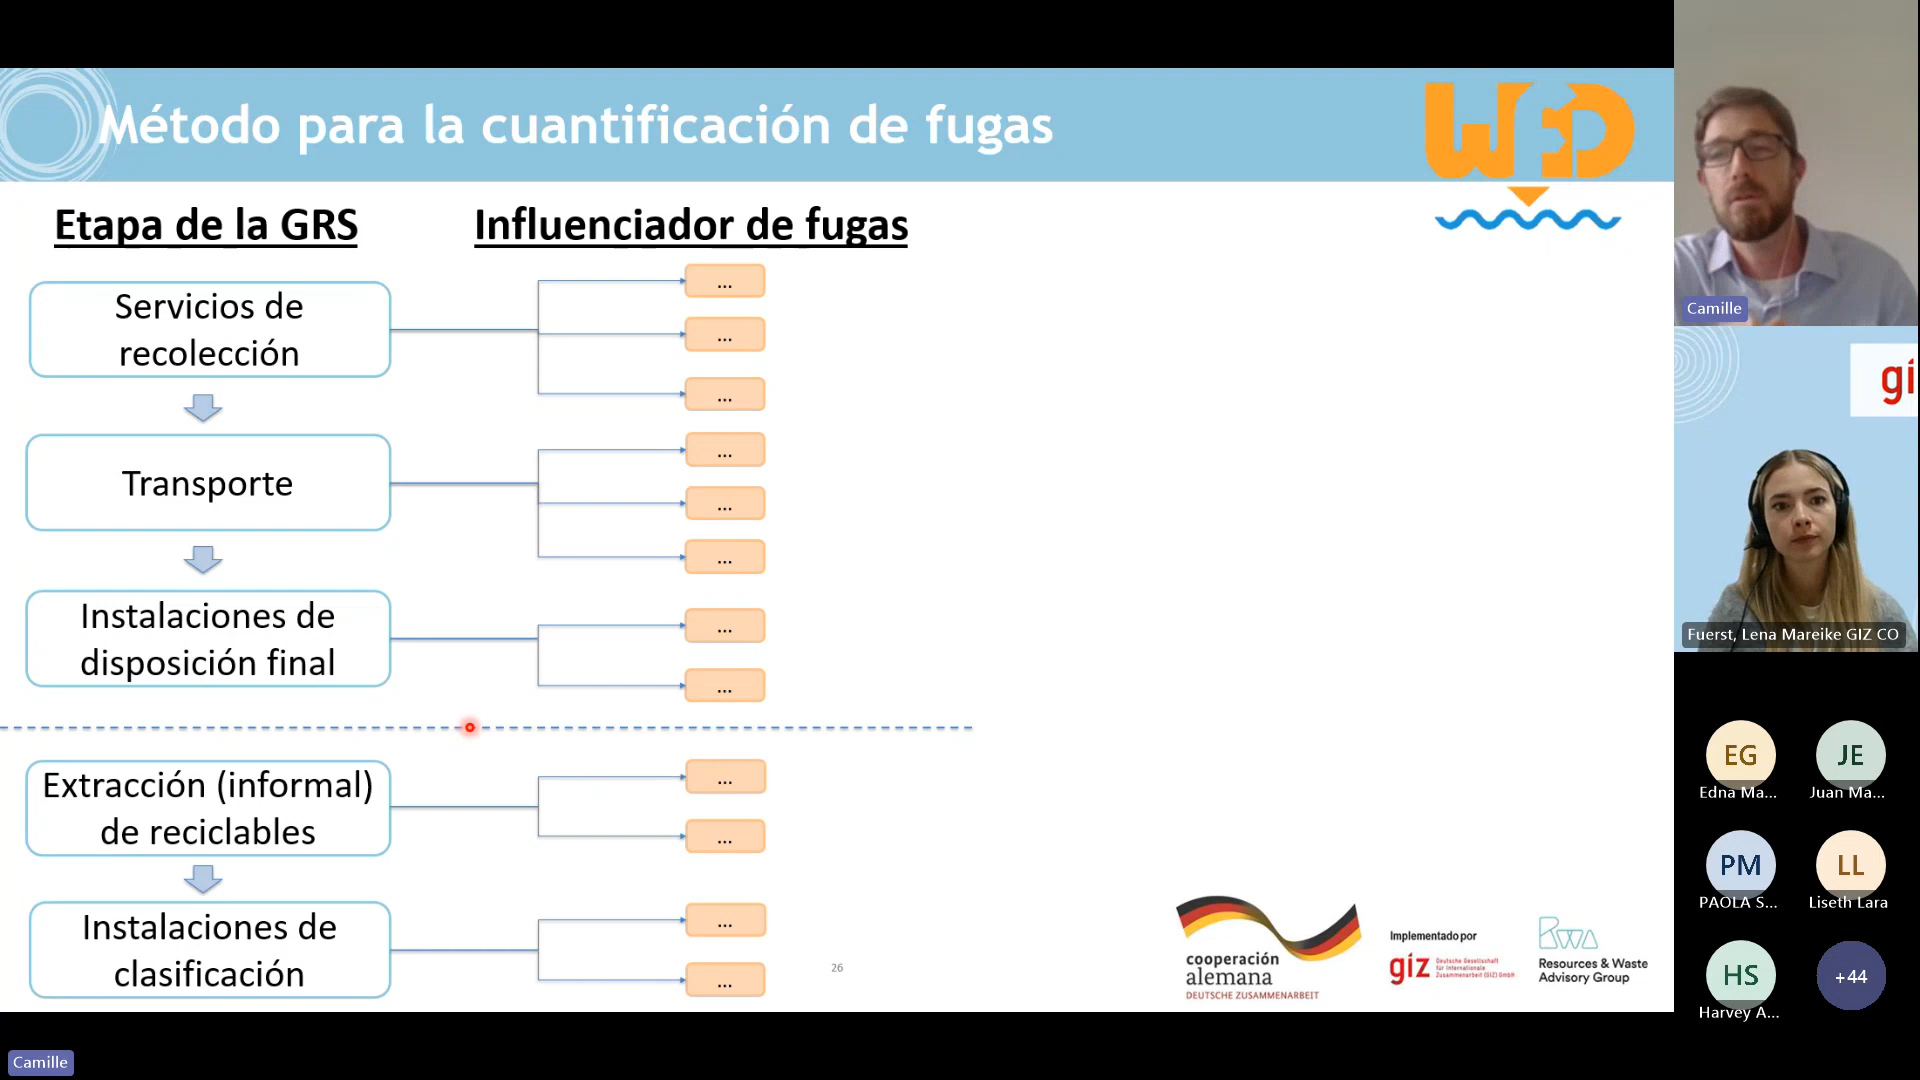 Método para la cuantificación de fugas
WFD
Etapa de la GRS
Influenciador de fugas
Servicios de
recolección
...
...
...
Transporte
...
...
...
Instalaciones de
disposición final
...
...
Extracción (informal)
de reciclables
...
...
Instalaciones de
clasificación
...
...
26
cooperación
alemana
DEUTSCHE ZUSAMMENARBEIT
Implementado por
giz
Deutsche Gesellschaft
für Internationale
Zusammenarbeit (GIZ) GmbH
RWA
Resources & Waste
Advisory Group
Camille
gi
Fuerst, Lena Mareike GIZ CO
EG
Edna Ma...
JE
Juan Ma...
PM
PAOLA S...
LL
Liseth Lara
HS
Harvey A...
+44
Camille